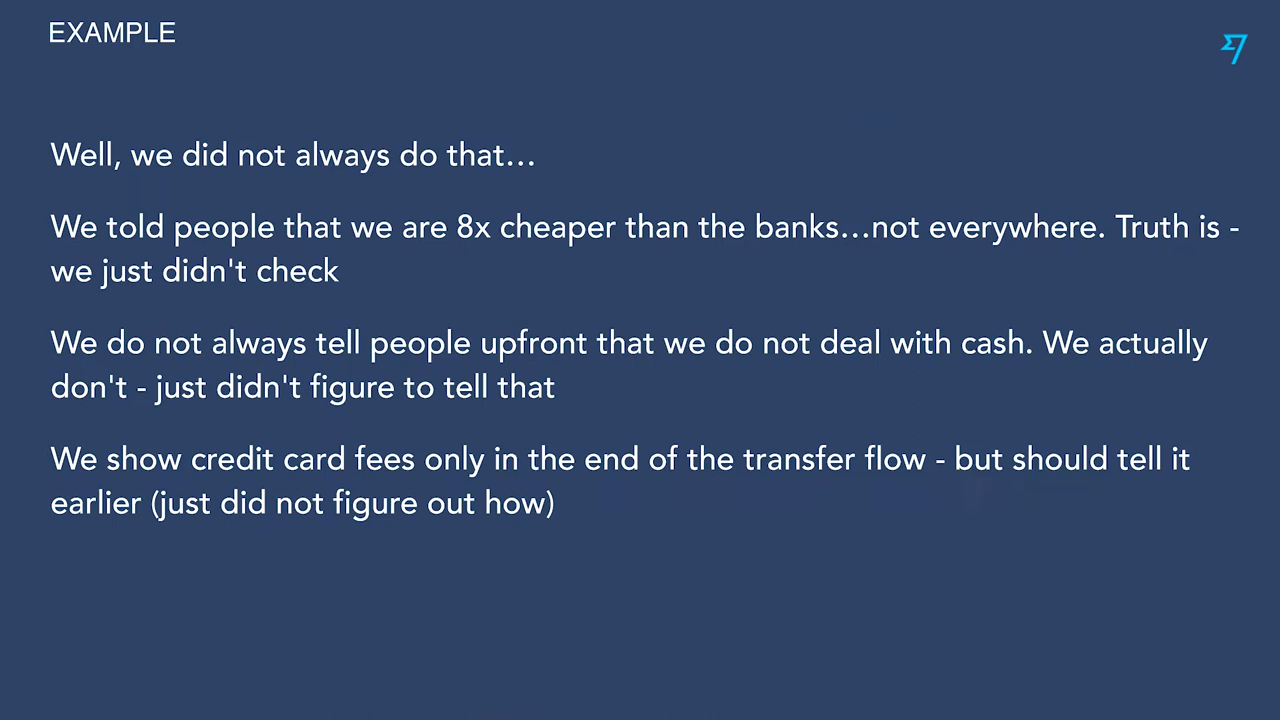 EXAMPLE
Well, we did not always do that…
We told people that we are 8x cheaper than the banks…not everywhere. Truth is -
we just didn't check
We do not always tell people upfront that we do not deal with cash. We actually
don't - just didn't figure to tell that
We show credit card fees only in the end of the transfer flow - but should tell it
earlier (just did not figure out how)